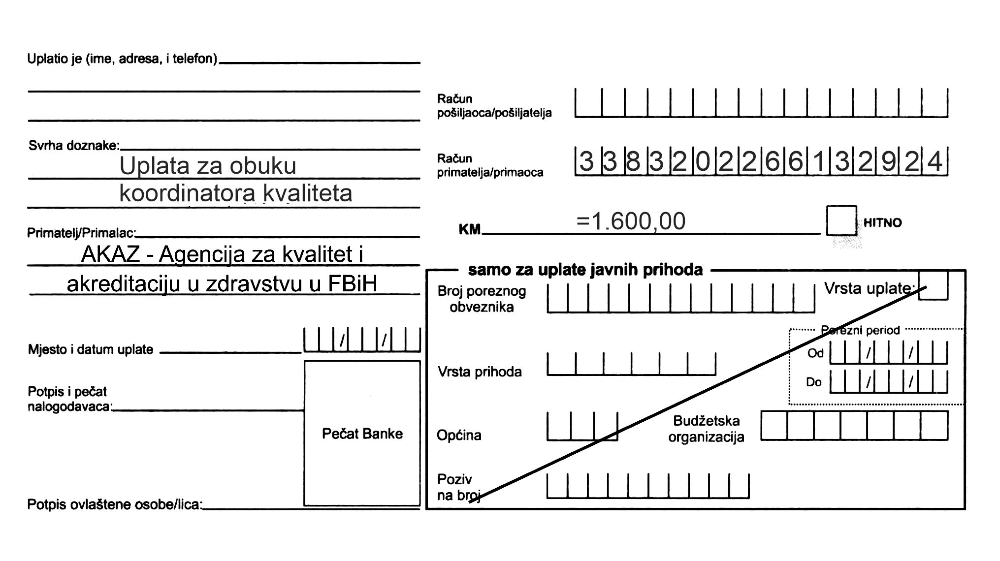 Uplatio je (ime, adresa, i telefon)
Svrha doznake:
Uplata za obuku
koordinatora kvaliteta
Primatelj/Primalac:
AKAZ - Agencija za kvalitet i
akreditaciju u zdravstvu u FBiH
Mjesto i datum uplate / /
Potpis i pečat
nalogodavaca:
Pečat Banke
Potpis ovlaštene osobe/lica:
Račun
pošiljaoca/pošiljatelja
Račun
primatelja/primaoca
3383202266132924
KM =1.600,00
HITNO
samo za uplate javnih prihoda
Broj poreznog
obveznika
Vrsta uplate:
Porezni period
Od / /
Do / /
Vrsta prihoda
Općina
Budžetska
organizacija
Poziv
na broj